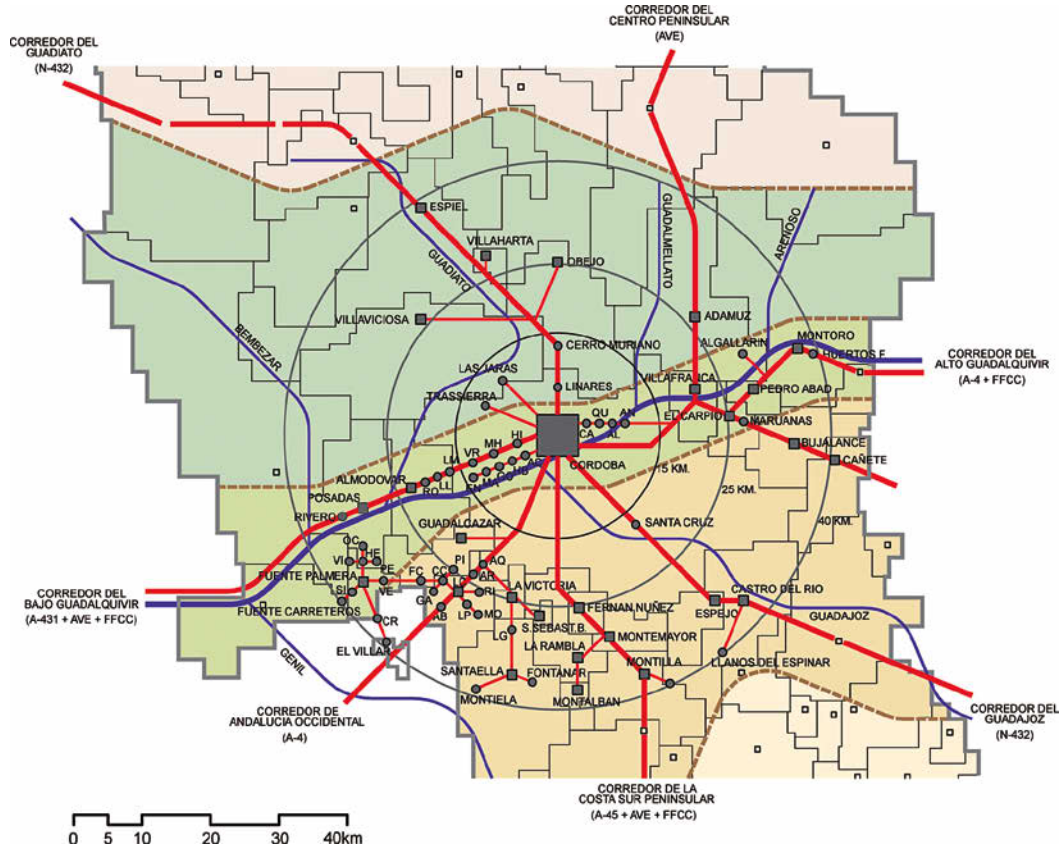 CORREDOR DEL
CENTRO PENINSULAR
(AVE)
CORREDOR DEL
GUADIATO
(N-432)
ESPIEL
VILLAHARTA
OBEJO
GUADIATO
GUADALMELLATO
ARENOSO
BEMBEZAR
VILLAVICIOSA
ADAMUZ
CERRO MURIANO
ALGALLARIN
MONTORO
HUERTOS F.
CORREDOR DEL
ALTO GUADALQUIVIR
(A-4 + FFCC)
LAS JARAS
LINARES
VILLAFRANCA
PEDRO ABAD
TRASSIERRA
QU
AN
EL CARPIO
MARUANAS
CA
AL
HI
MH
VR
LM
BUJALANCE
CAÑETE
CORDOBA
15 KM.
ALMODOVAR
RO
LL
EN
MA
AG
25 KM.
POSADAS
RIVERO
40 KM.
GUADALCAZAR
SANTA CRUZ
OC
VI
HE
PE
PI
AQ
FUENTE PALMERA
FC
CC
AR
LC
LA VICTORIA
CASTRO DEL RIO
CORREDOR DEL
BAJO GUADALQUIVIR
(A-431 + AVE + FFCC)
SI
VE
GA
RI
FUENTE CARRETEROS
AB
LP
MO
S.SEBAST.B.
FERNAN NUÑEZ
ESPEJO
GUADAJOZ
CR
LG
MONTEMAYOR
EL VILLAR
LA RAMBLA
GENIL
SANTAELLA
FONTANAR
MONTILLA
LLANOS DEL ESPINAR
MONTIELA
MONTALBAN
CORREDOR DE
ANDALUCIA OCCIDENTAL
(A-4)
CORREDOR DEL
GUADAJOZ
(N-432)
CORREDOR DE LA
COSTA SUR PENINSULAR
(A-45 + AVE + FFCC)
0 5 10 20 30 40km